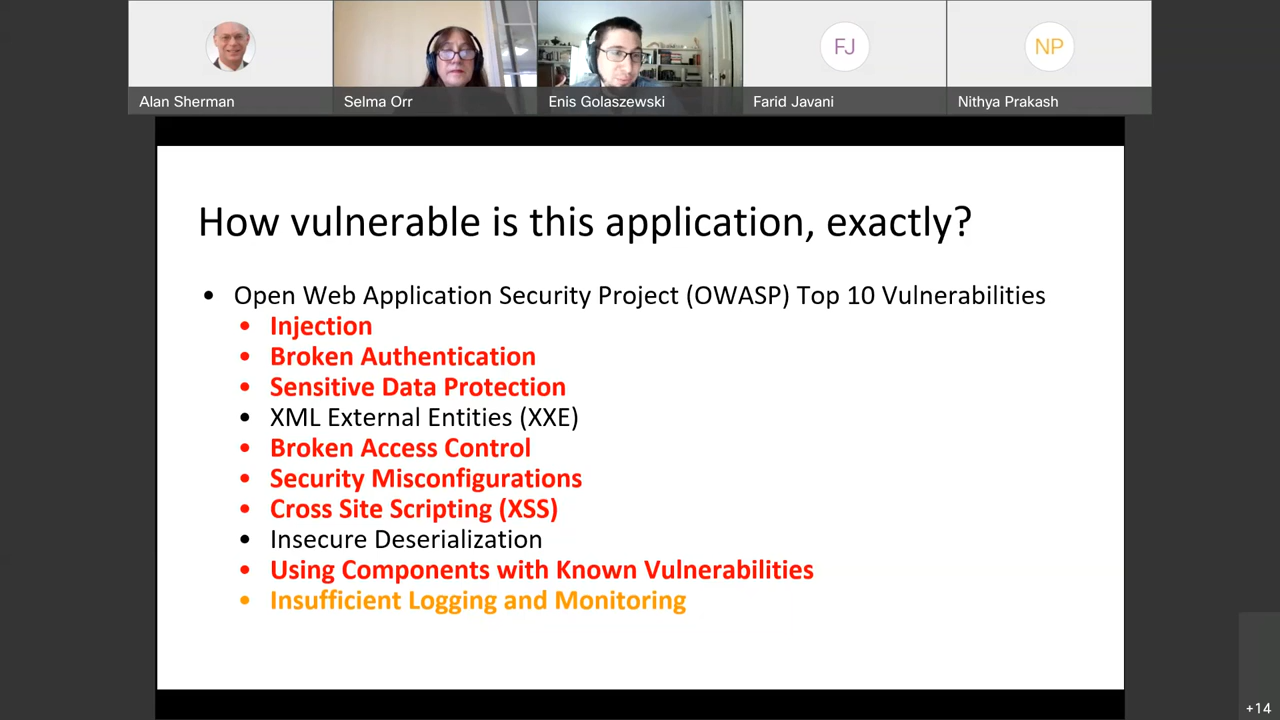 Alan Sherman
Selma Orr
Enis Golaszewski
FJ
Farid Javani
NP
Nithya Prakash
How vulnerable is this application, exactly?
• Open Web Application Security Project (OWASP) Top 10 Vulnerabilities
• Injection
• Broken Authentication
• Sensitive Data Protection
• XML External Entities (XXE)
• Broken Access Control
• Security Misconfigurations
• Cross Site Scripting (XSS)
• Insecure Deserialization
• Using Components with Known Vulnerabilities
• Insufficient Logging and Monitoring
+14